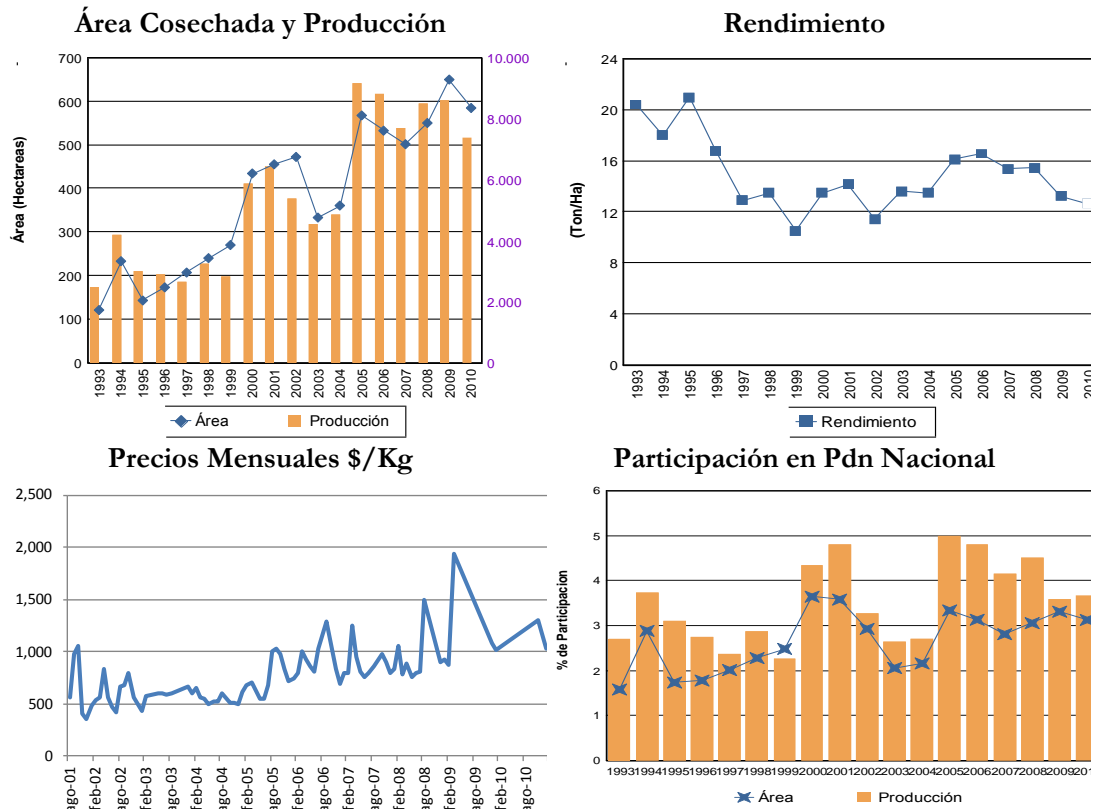 Área Cosechada y Producción
700
600
500
400
300
200
100
0
10.000
8.000
6.000
4.000
2.000
0
Área (Hectareas)
1993 1994 1995 1996 1997 1998 1999 2000 2001 2002 2003 2004 2005 2006 2007 2008 2009 2010
Área Producción
Rendimiento
24
20
16
12
8
4
0
(Ton/Ha)
1993 1994 1995 1996 1997 1998 1999 2000 2001 2002 2003 2004 2005 2006 2007 2008 2009 2010
Rendimiento
Precios Mensuales $/Kg
2,500
2,000
1,500
1,000
500
0
ago-01 feb-02 ago-02 feb-03 ago-03 feb-04 ago-04 feb-05 ago-05 feb-06 ago-06 feb-07 ago-07 feb-08 ago-08 feb-09 ago-09 feb-10 ago-10
Participación en Pdn Nacional
6
5
4
3
2
1
0
% de Participacion
1993 1994 1995 1996 1997 1998 1999 2000 2001 2002 2003 2004 2005 2006 2007 2008 2009 201
Área Producción